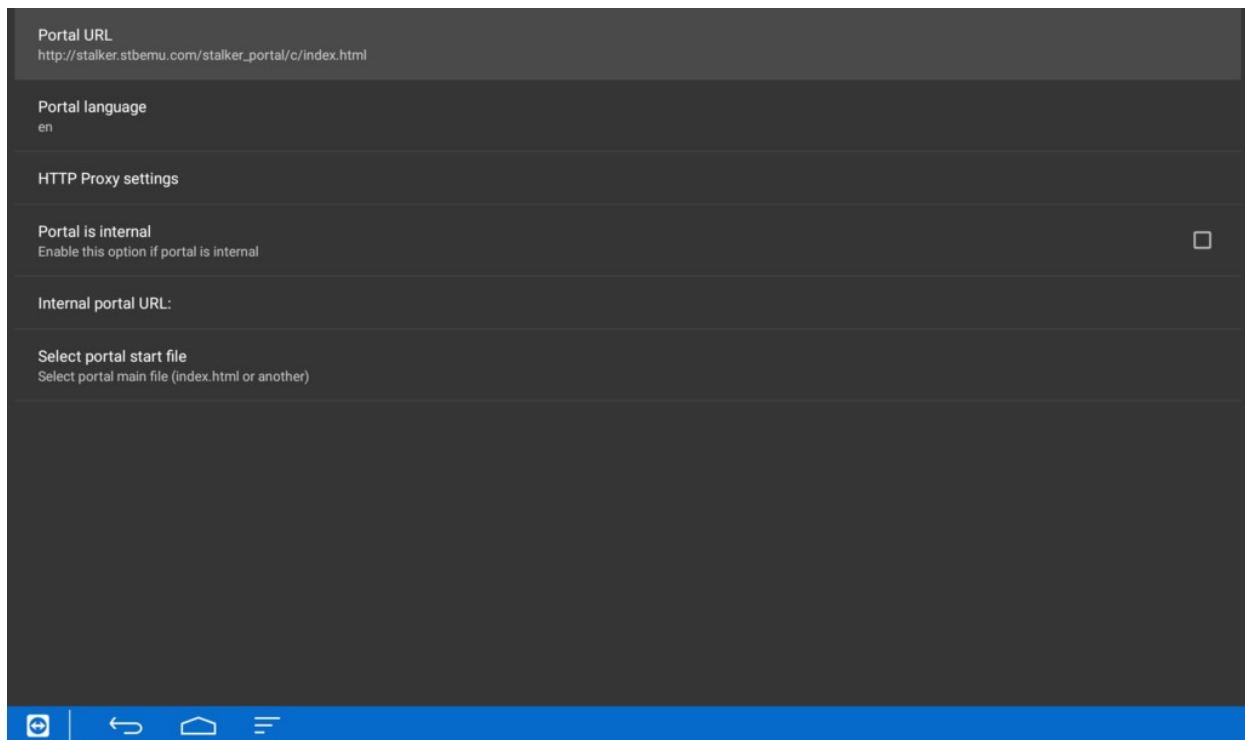 Portal URL
http://stalker.stbemu.com/stalker_portal/c/index.html
Portal language
en
HTTP Proxy settings
Portal is internal
Enable this option if portal is internal
Internal portal URL:
Select portal start file
Select portal main file (index.html or another)